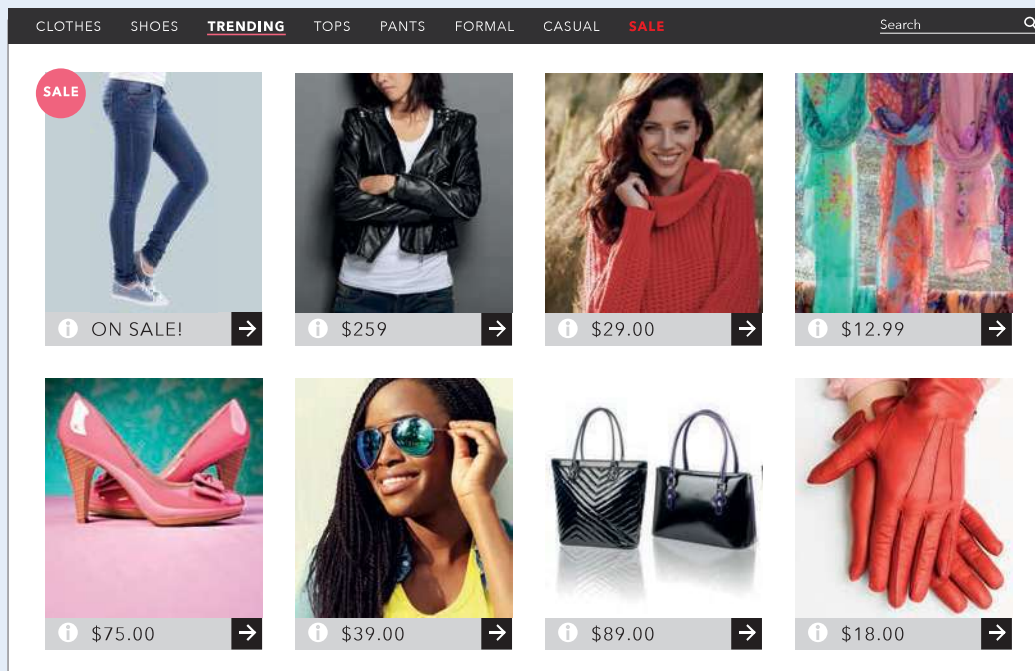 CLOTHES SHOES TRENDING TOPS PANTS FORMAL CASUAL SALE Search
SALE
i ON SALE! i $259 i $29.00 i $12.99
i $75.00 i $39.00 i $89.00 i $18.00